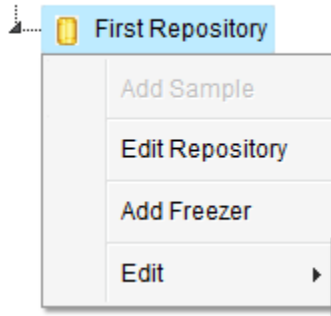 First Repository
Add Sample
Edit Repository
Add Freezer
Edit